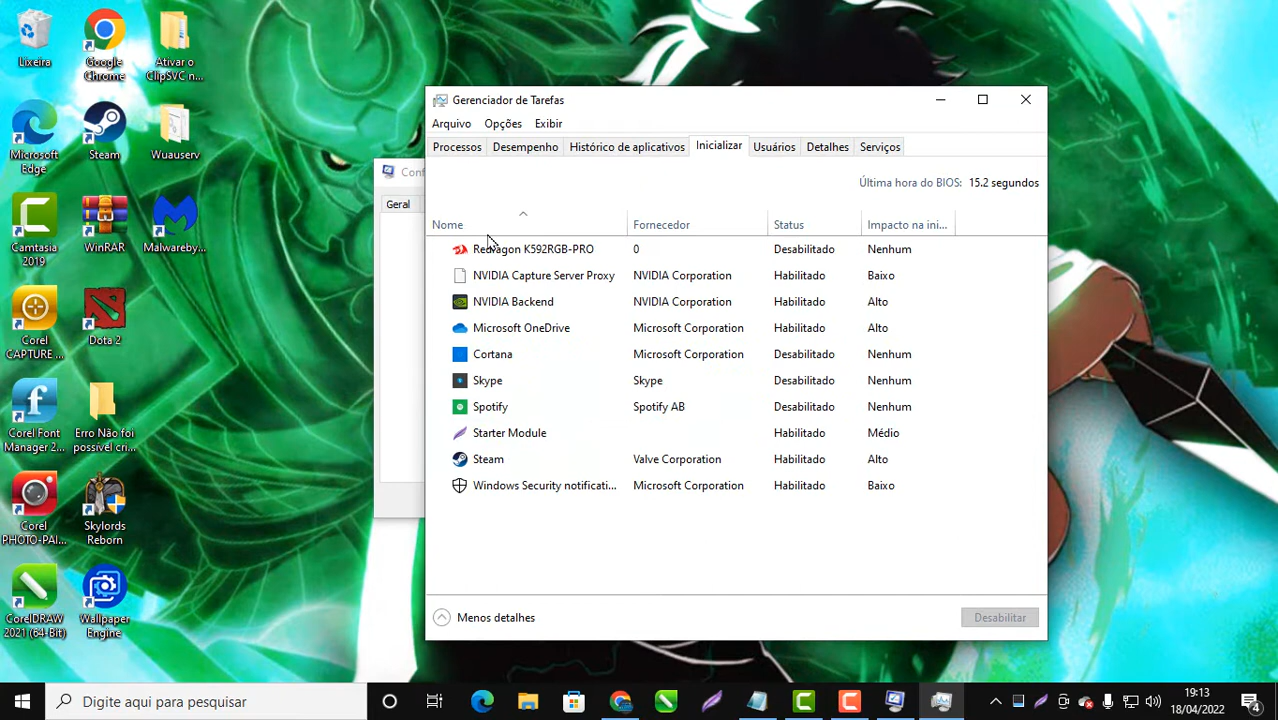 Lixeira
Google
Chrome
Ativar o
ClipSVC n...
Microsoft
Edge
Steam
Wuauserv
Camtasia
2019
WinRAR
Malwareby...
Corel
CAPTURE ...
Dota 2
Corel Font
Manager 2...
Erro Não foi
possível cri...
Corel
PHOTO-PAI...
Skylords
Reborn
CorelDRAW
2021 (64-Bit)
Wallpaper
Engine
Conf
Geral
Gerenciador de Tarefas
Arquivo Opções Exibir
Processos Desempenho Histórico de aplicativos Inicializar Usuários Detalhes Serviços
Última hora do BIOS: 15.2 segundos
Nome Fornecedor Status Impacto na ini...
Redragon K592RGB-PRO 0 Desabilitado Nenhum
NVIDIA Capture Server Proxy NVIDIA Corporation Habilitado Baixo
NVIDIA Backend NVIDIA Corporation Habilitado Alto
Microsoft OneDrive Microsoft Corporation Habilitado Alto
Cortana Microsoft Corporation Desabilitado Nenhum
Skype Skype Desabilitado Nenhum
Spotify Spotify AB Desabilitado Nenhum
Starter Module Habilitado Médio
Steam Valve Corporation Habilitado Alto
Windows Security notificati... Microsoft Corporation Habilitado Baixo
Menos detalhes Desabilitar
Digite aqui para pesquisar
19:13
18/04/2022
4